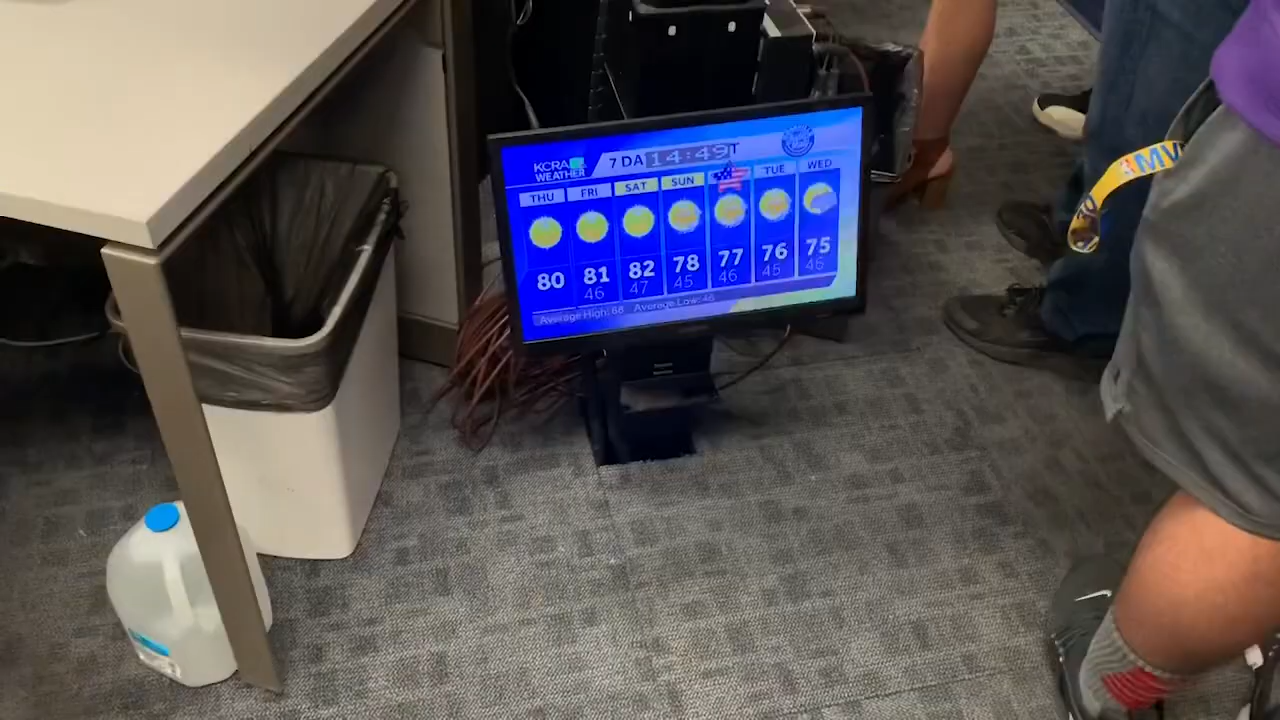 KCRA
WEATHER
7 DA 14:49 T
THU FRI SAT SUN TUE WED
80 81 82 78 77 76 75
46 47 45 46 45 46
Average High: 68 Average Low: 46
MVP